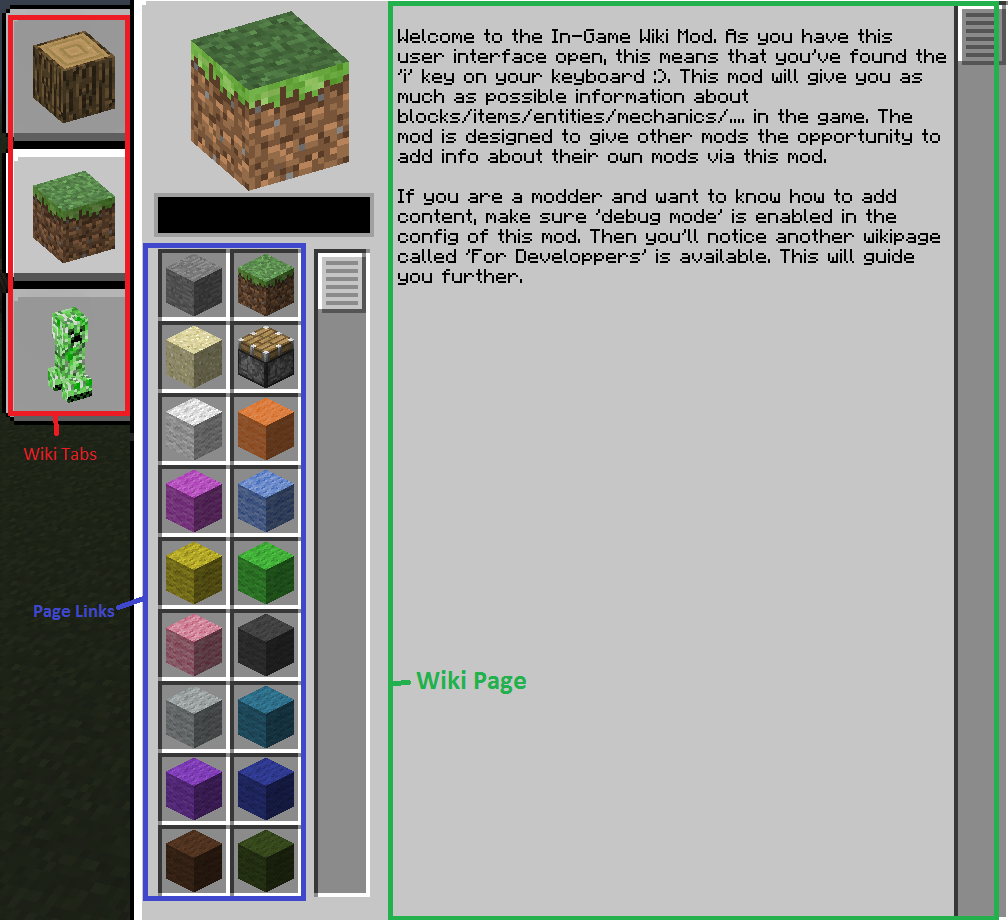 Welcome to the In-Game Wiki Mod. As you have this
user interface open, this means that you've found the
'i' key on your keyboard :). This mod will give you as
much as possible information about
blocks/items/entities/mechanics/.... in the game. The
mod is designed to give other mods the opportunity to
add info about their own mods via this mod.
If you are a modder and want to know how to add
content, make sure 'debug mode' is enabled in the
config of this mod. Then you'll notice another wikipage
called 'For Developpers' is available. This will guide
you further.
Wiki Tabs
Page Links
Wiki Page